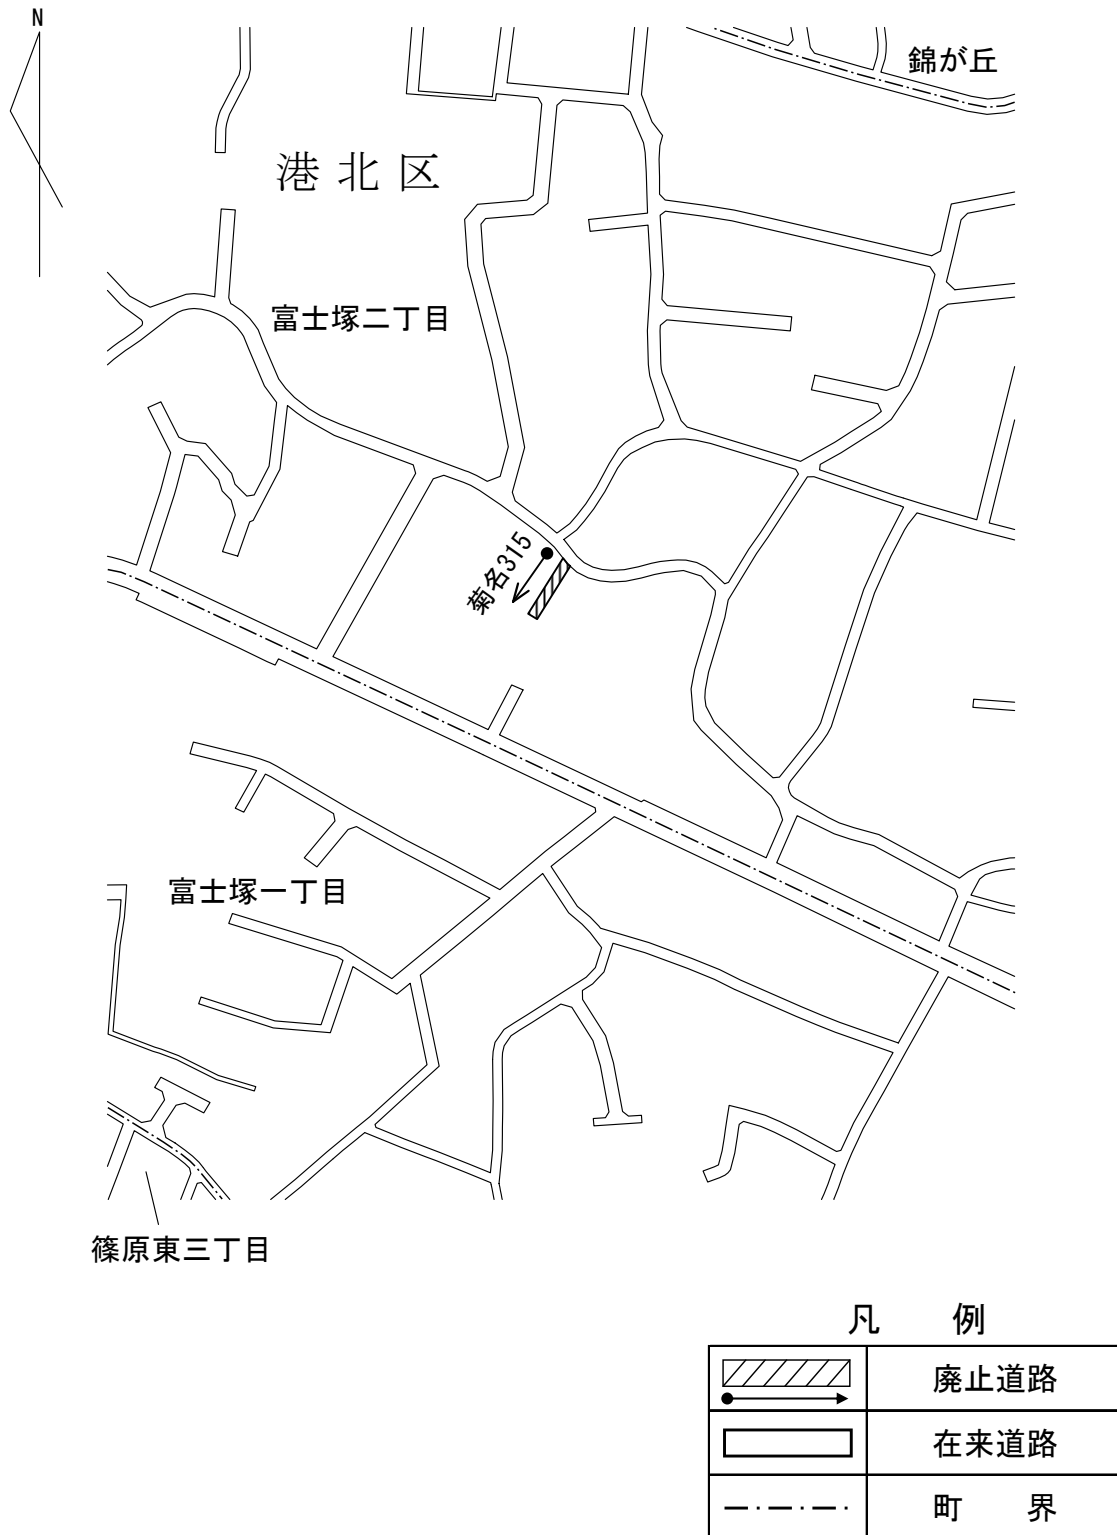 N
錦が丘
港北区
富士塚二丁目
菊名315
富士塚一丁目
篠原東三丁目
凡 例
廃止道路
在来道路
町 界